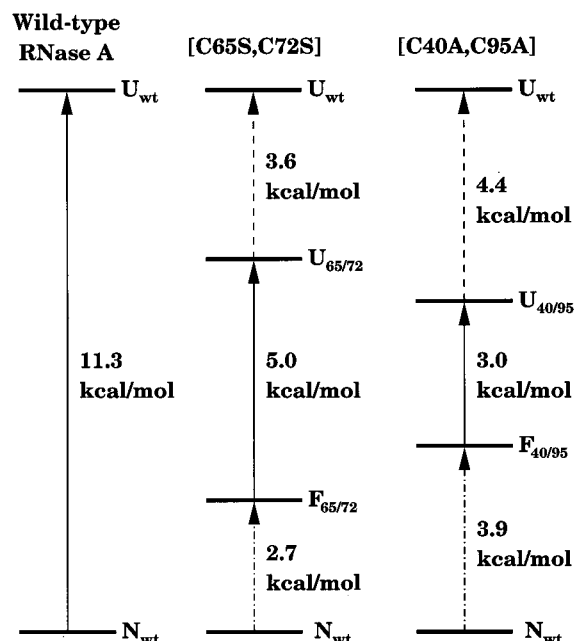 Wild-type
RNase A
[C65S,C72S]
[C40A,C95A]
U_wt
U_wt
U_wt
3.6
kcal/mol
4.4
kcal/mol
U_65/72
U_40/95
11.3
kcal/mol
5.0
kcal/mol
3.0
kcal/mol
F_40/95
F_65/72
2.7
kcal/mol
3.9
kcal/mol
N_wt
N_wt
N_wt